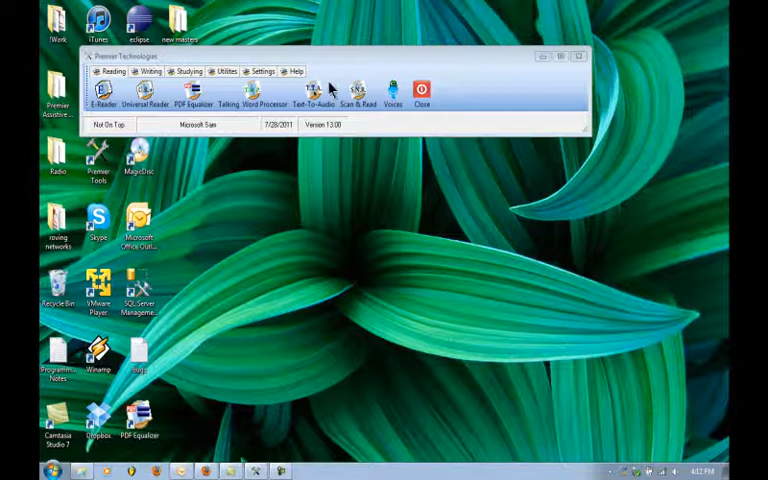 !Work
iTunes
eclipse
new masters
Premier Technologies
Reading Writing Studying Utilities Settings Help
E-Reader Universal Reader PDF Equalizer Talking Word Processor Text-To-Audio Scan & Read Voices Close
Not On Top Microsoft Sam 7/28/2011 Version 13.00
Premier
Assistive ...
Radio
Premier
Tools
MagicDisc
roving
networks
Skype
Microsoft
Office Outl...
Recycle Bin
VMware
Player
SQL Server
Manageme...
Programm...
Notes
Winamp
bugs
Camtasia
Studio 7
Dropbox
PDF Equalizer
4:12 PM